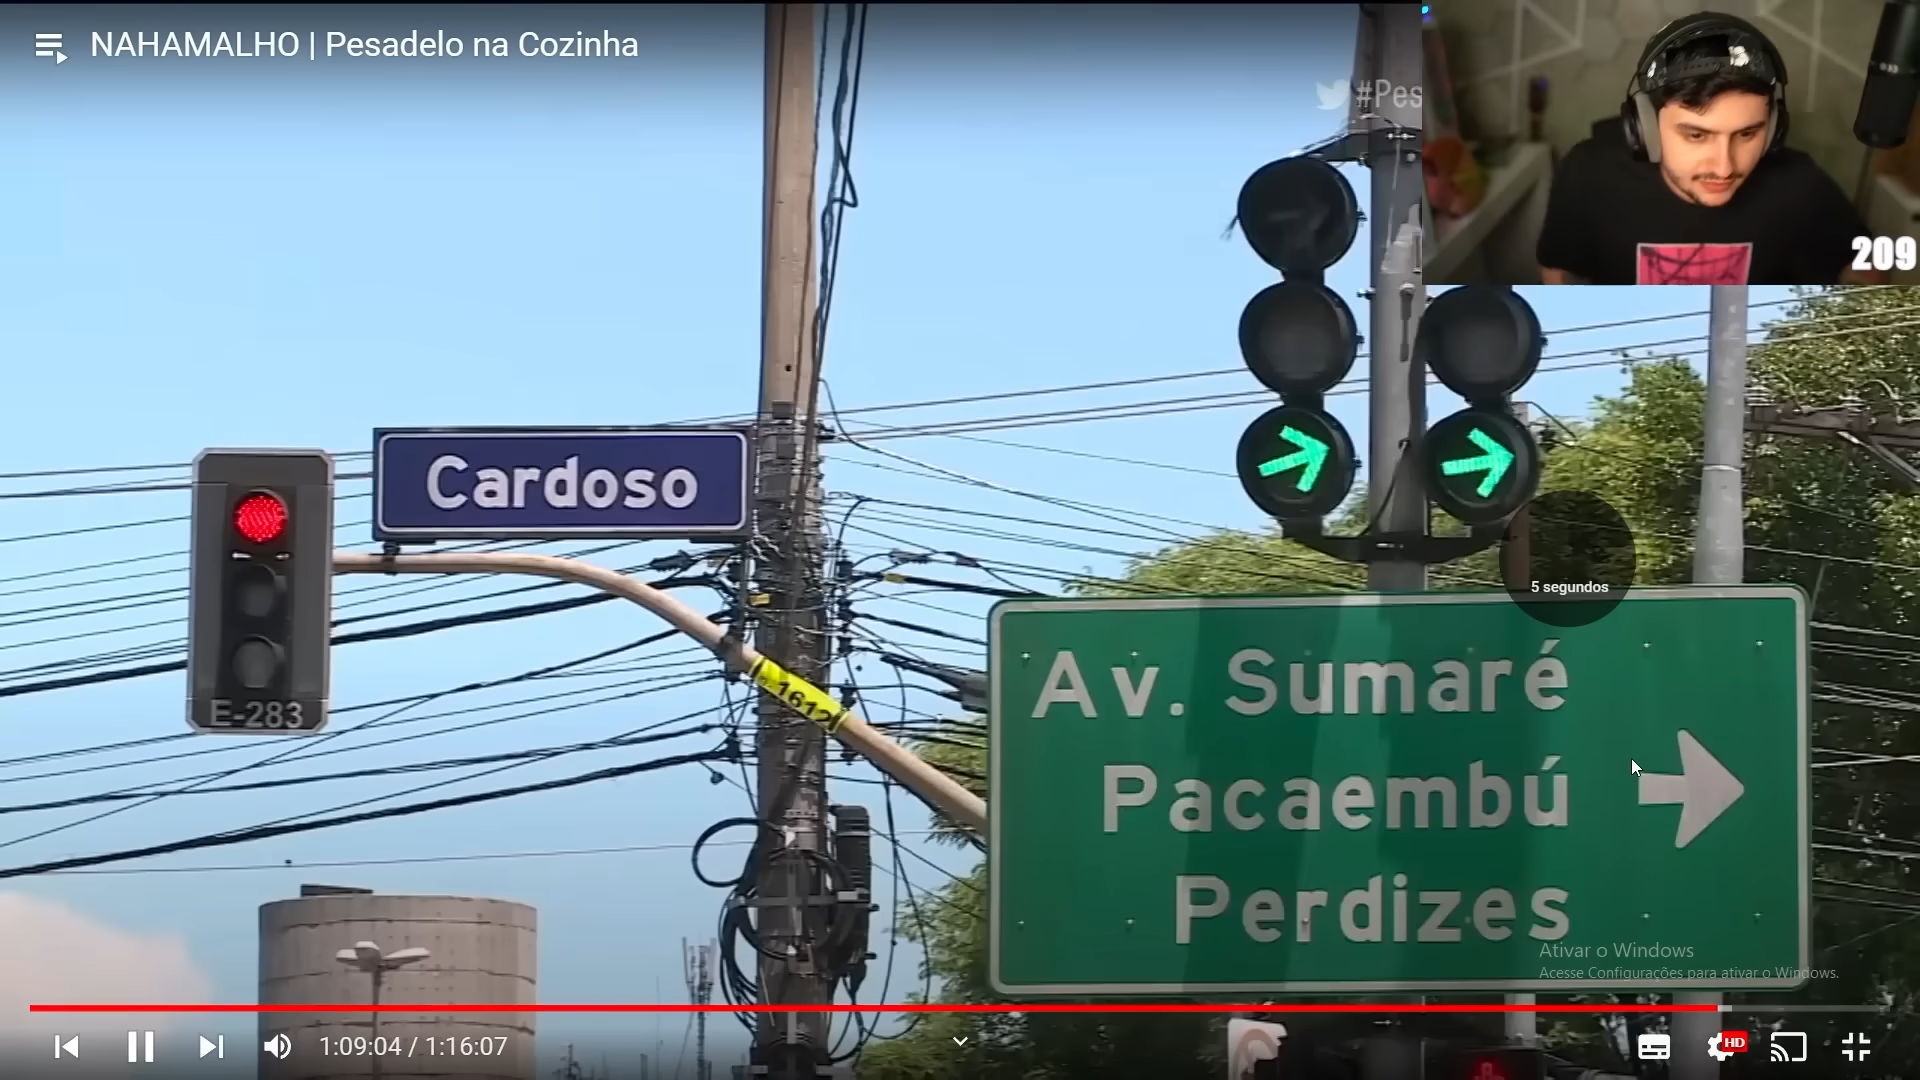 NAHAMALHO | Pesadelo na Cozinha
#Pes
209
Cardoso
E-283
1612
5 segundos
Av. Sumaré
Pacaembú
Perdizes
Ativar o Windows
Acesse Configurações para ativar o Windows.
1:09:04 / 1:16:07
HD